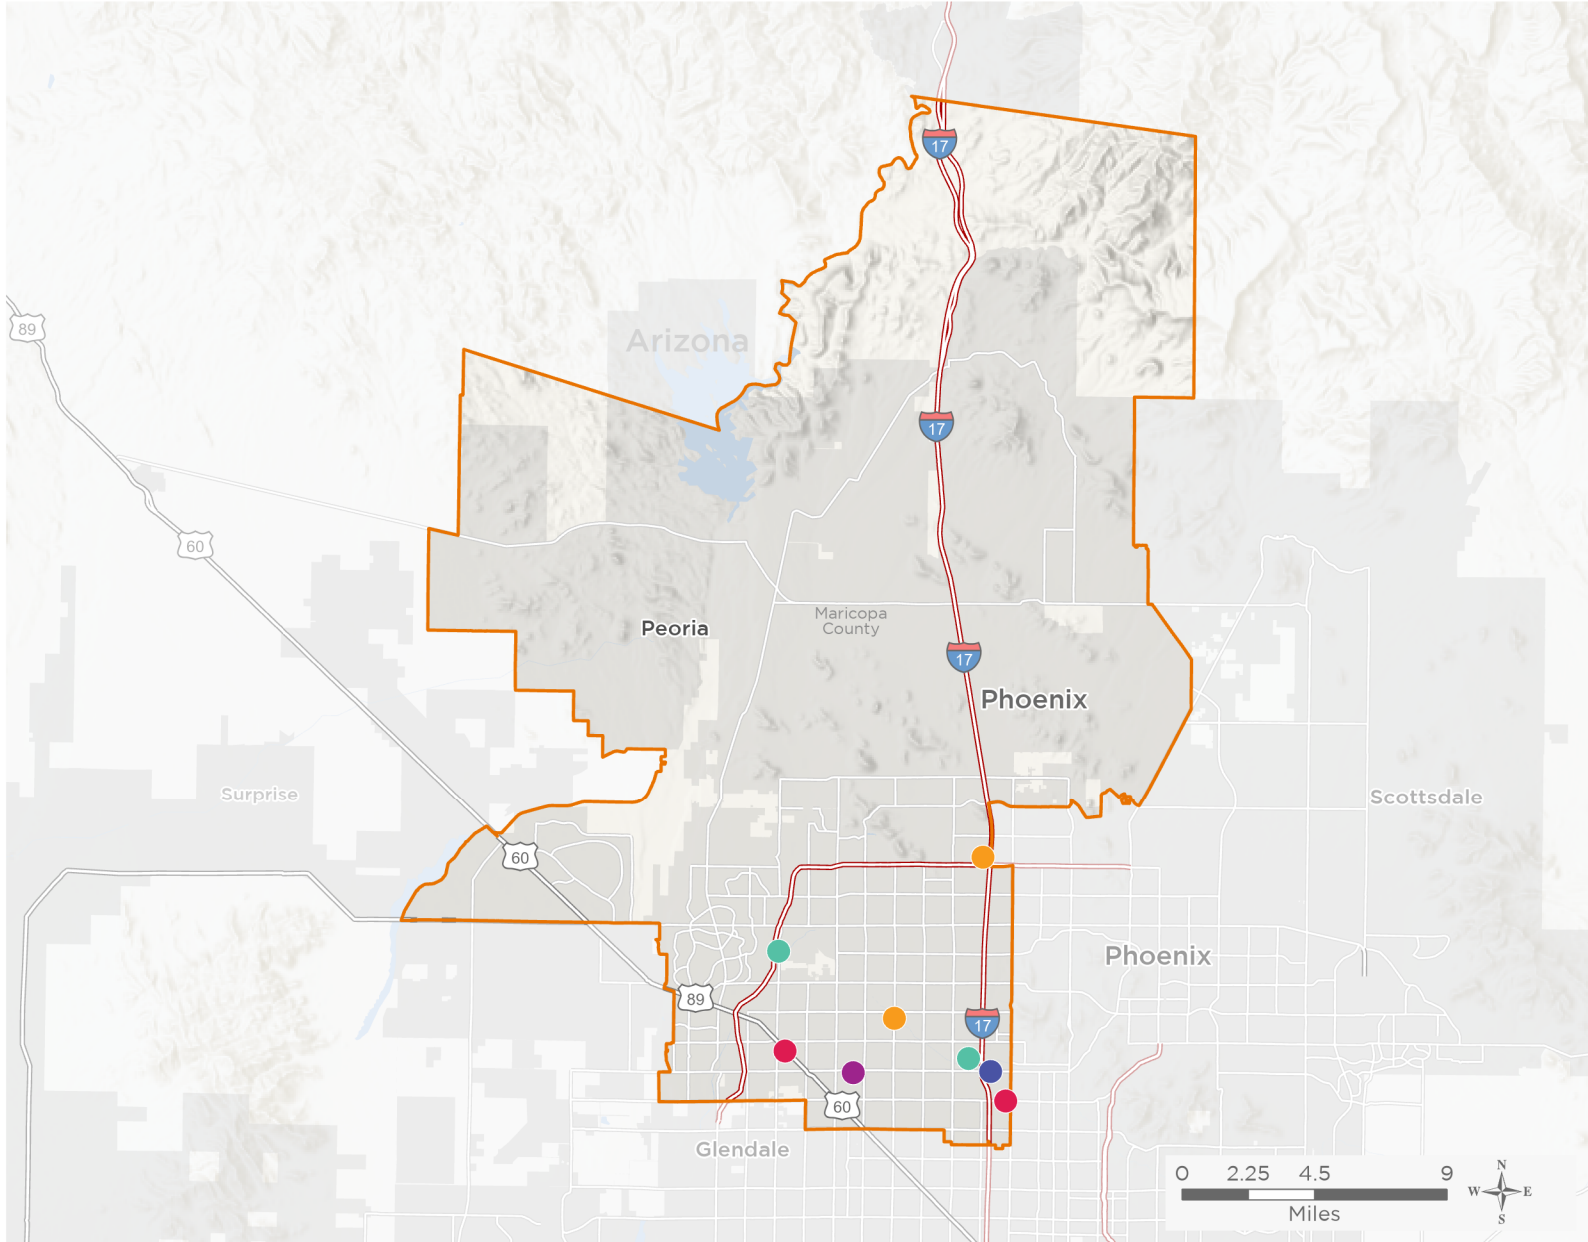 17
89
Arizona
17
60
Maricopa
County
Peoria
17
Phoenix
Surprise
Scottsdale
60
Phoenix
89
17
60
Glendale
0 2.25 4.5 9
Miles
N
W E
S